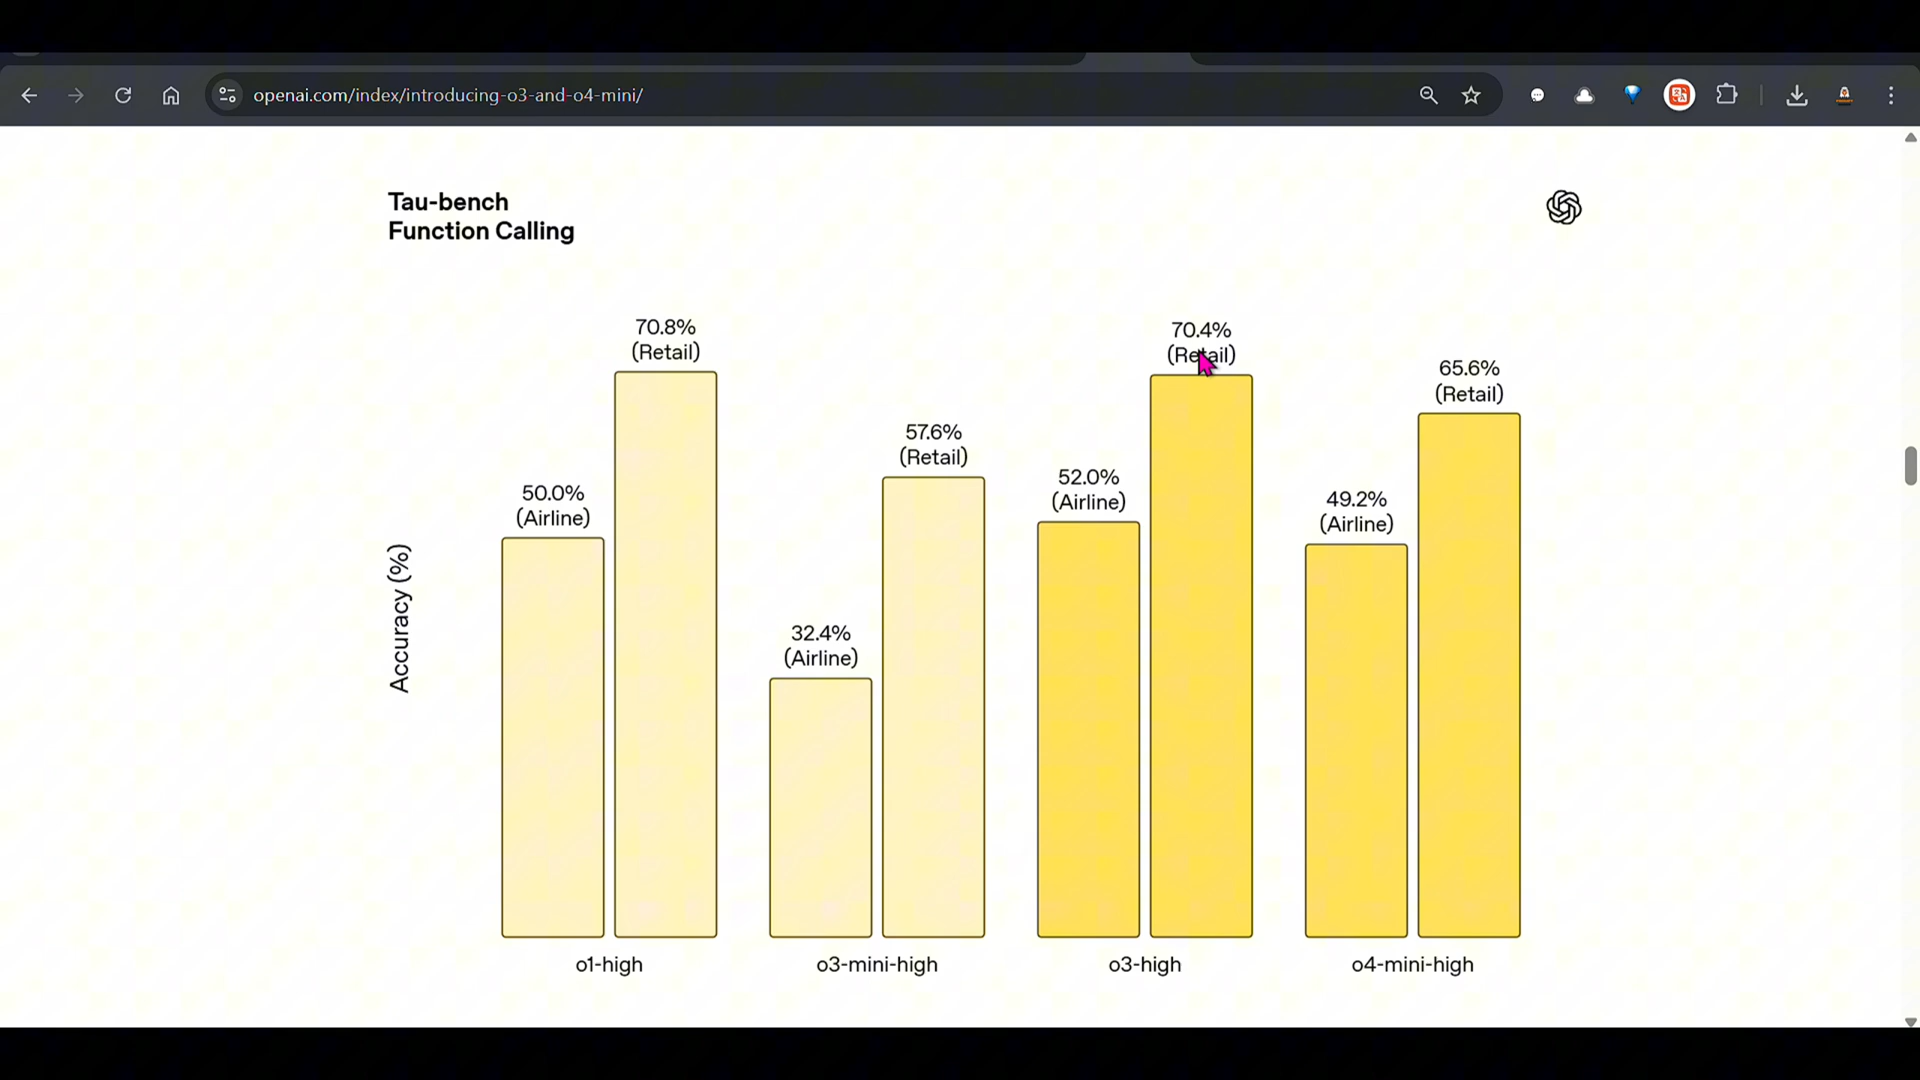 openai.com/index/introducing-o3-and-o4-mini/
Tau-bench
Function Calling
Accuracy (%)
50.0%
(Airline)
70.8%
(Retail)
32.4%
(Airline)
57.6%
(Retail)
52.0%
(Airline)
70.4%
(Retail)
49.2%
(Airline)
65.6%
(Retail)
o1-high
o3-mini-high
o3-high
o4-mini-high